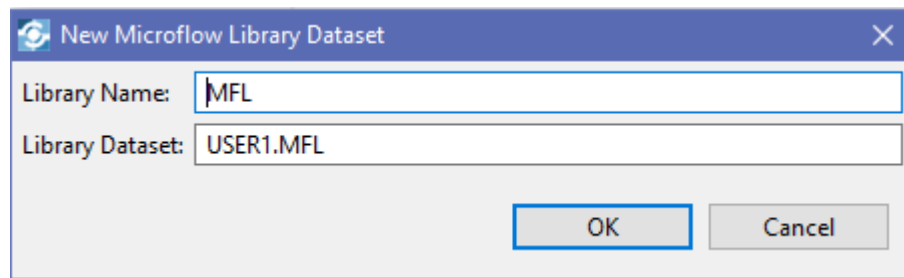 New Microflow Library Dataset
Library Name: MFL
Library Dataset: USER1.MFL
OK Cancel